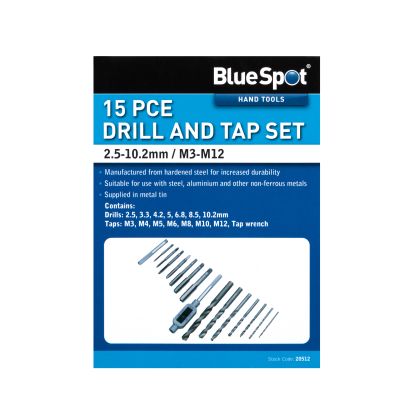 BlueSpot
HAND TOOLS
15 PCE
DRILL AND TAP SET
2.5-10.2mm / M3-M12
• Manufactured from hardened steel for increased durability
• Suitable for use with steel, aluminium and other non-ferrous metals
• Supplied in metal tin
Contains:
Drills: 2.5, 3.3, 4.2, 5, 6.8, 8.5, 10.2mm
Taps: M3, M4, M5, M6, M8, M10, M12, Tap wrench
Stock Code: 20512